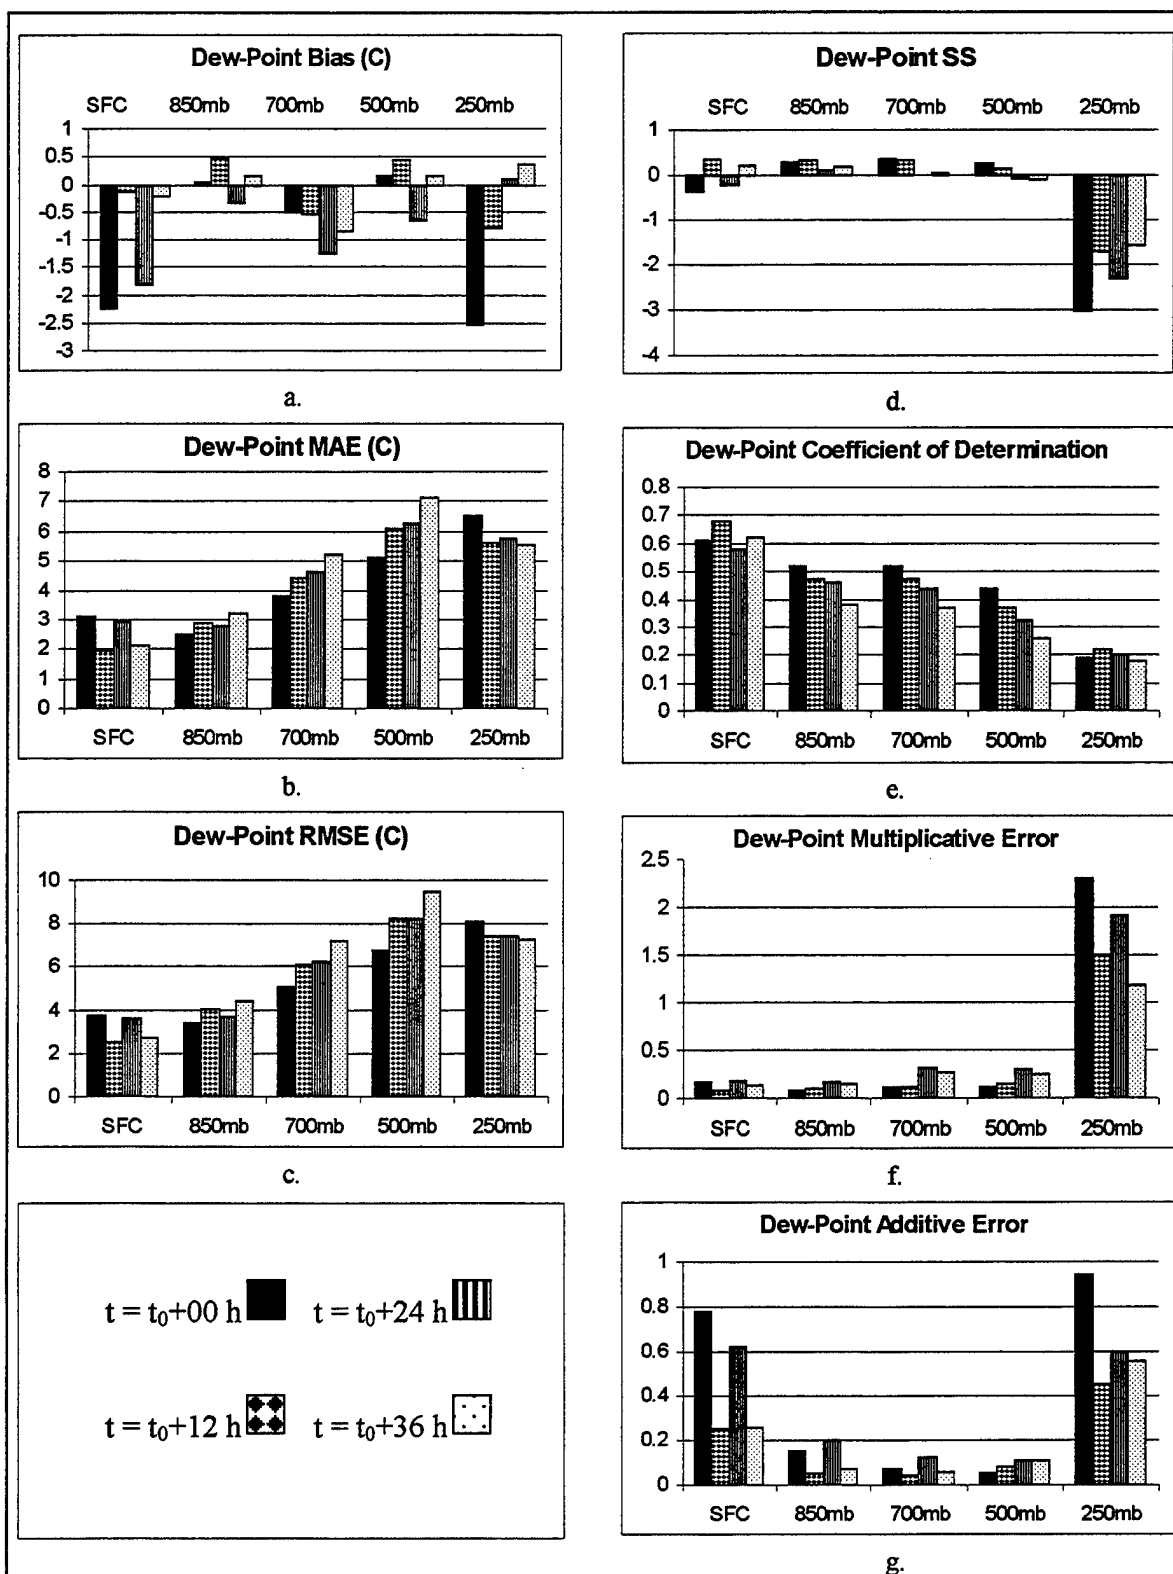 Dew-Point Bias (C)
SFC 850mb 700mb 500mb 250mb
1
0.5
0
-0.5
-1
-1.5
-2
-2.5
-3
a.
Dew-Point MAE (C)
8
7
6
5
4
3
2
1
0
SFC 850mb 700mb 500mb 250mb
b.
Dew-Point RMSE (C)
10
8
6
4
2
0
SFC 850mb 700mb 500mb 250mb
c.
t = t₀+00 h t = t₀+24 h
t = t₀+12 h t = t₀+36 h
Dew-Point SS
SFC 850mb 700mb 500mb 250mb
1
0
-1
-2
-3
-4
d.
Dew-Point Coefficient of Determination
0.8
0.7
0.6
0.5
0.4
0.3
0.2
0.1
0
SFC 850mb 700mb 500mb 250mb
e.
Dew-Point Multiplicative Error
2.5
2
1.5
1
0.5
0
SFC 850mb 700mb 500mb 250mb
f.
Dew-Point Additive Error
1
0.8
0.6
0.4
0.2
0
SFC 850mb 700mb 500mb 250mb
g.